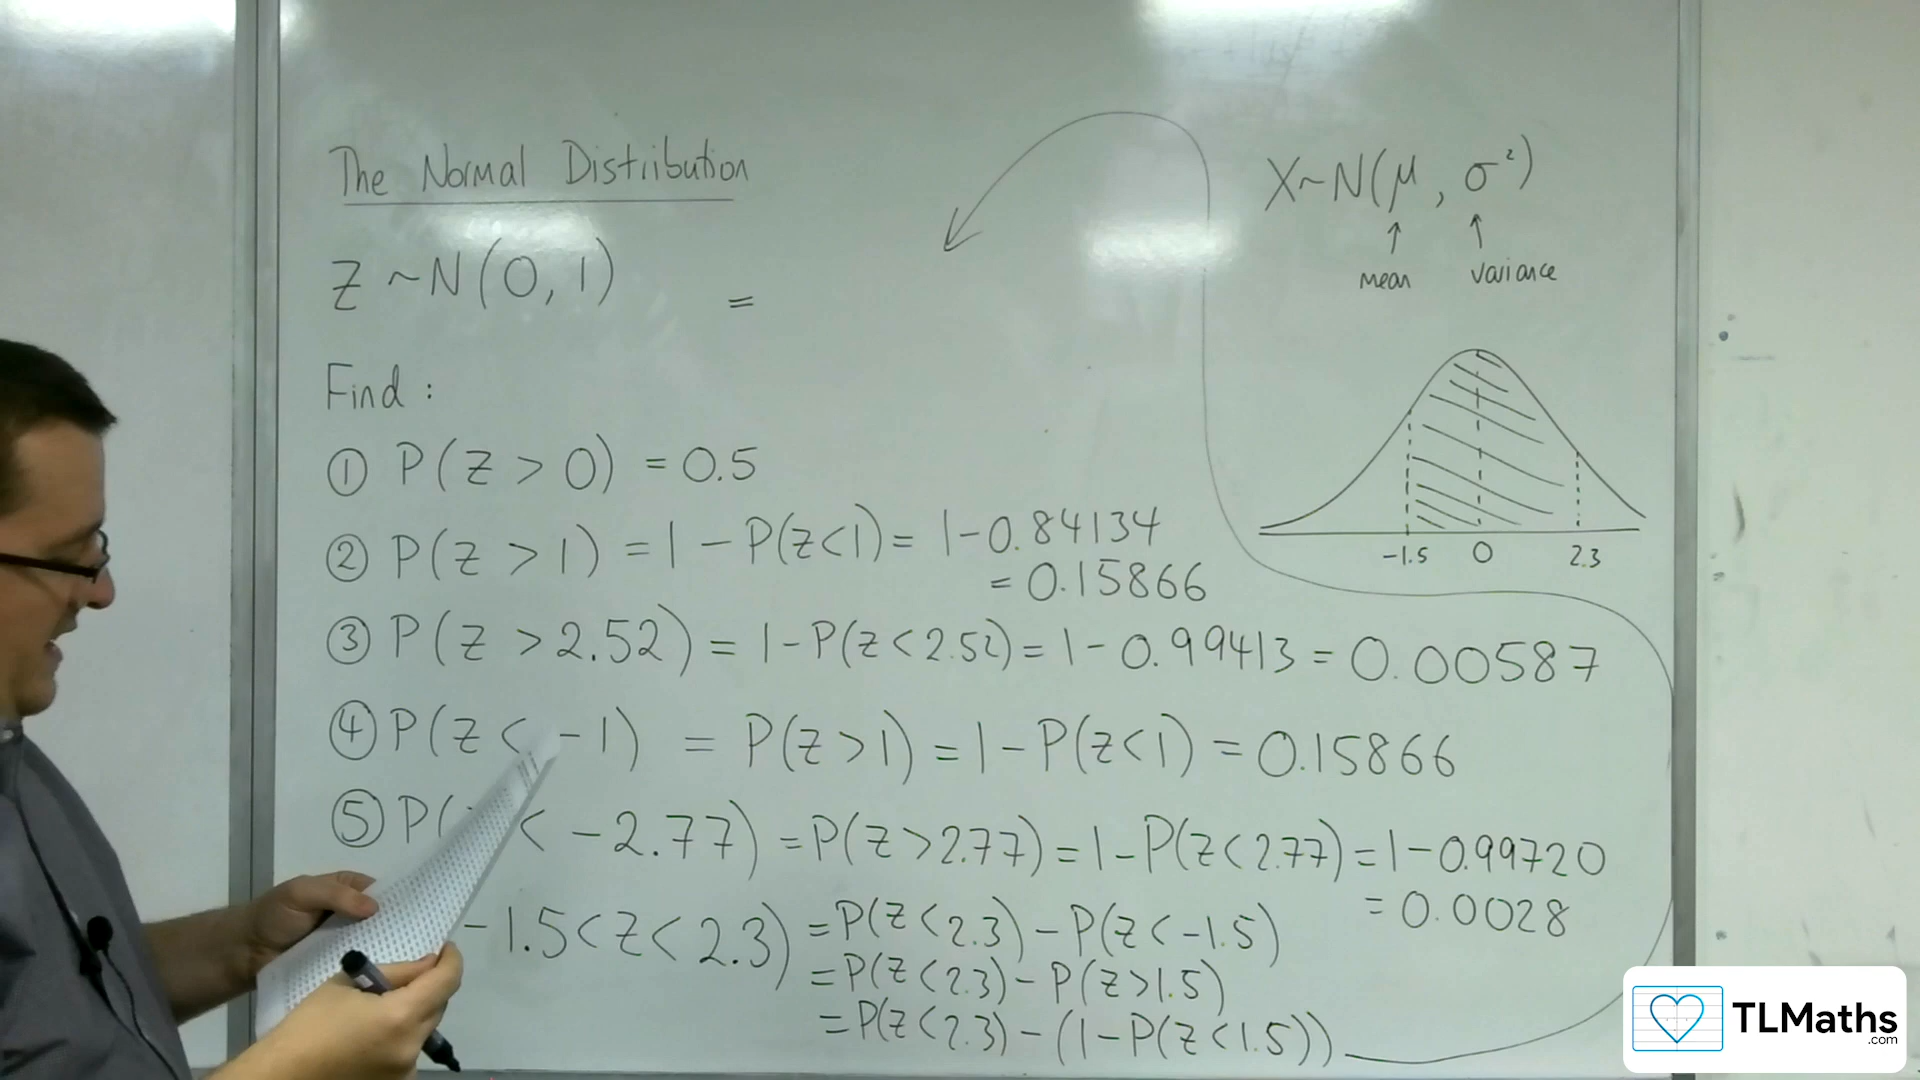 The Normal Distribution
X~N(μ, σ²)
↑ ↑
mean variance
Z ~N(0, 1)
=
Find :
① P(Z > 0) = 0.5
② P(Z > 1) = 1 - P(Z<1) = 1-0.84134
= 0.15866
-1.5 0 2.3
③ P(Z > 2.52) = 1-P(Z < 2.52) = 1- 0.99413 = 0.00587
④ P(Z < -1) = P(Z>1) = 1-P(Z<1) = 0.15866
⑤ P( < -2.77) = P(Z>2.77) = 1-P(Z<2.77) = 1-0.99720
= 0.0028
-1.5<Z<2.3) = P(Z<2.3) - P(Z<-1.5)
= P(Z<2.3) - P(Z>1.5)
= P(Z<2.3) - (1-P(Z<1.5))
TLMaths
.com